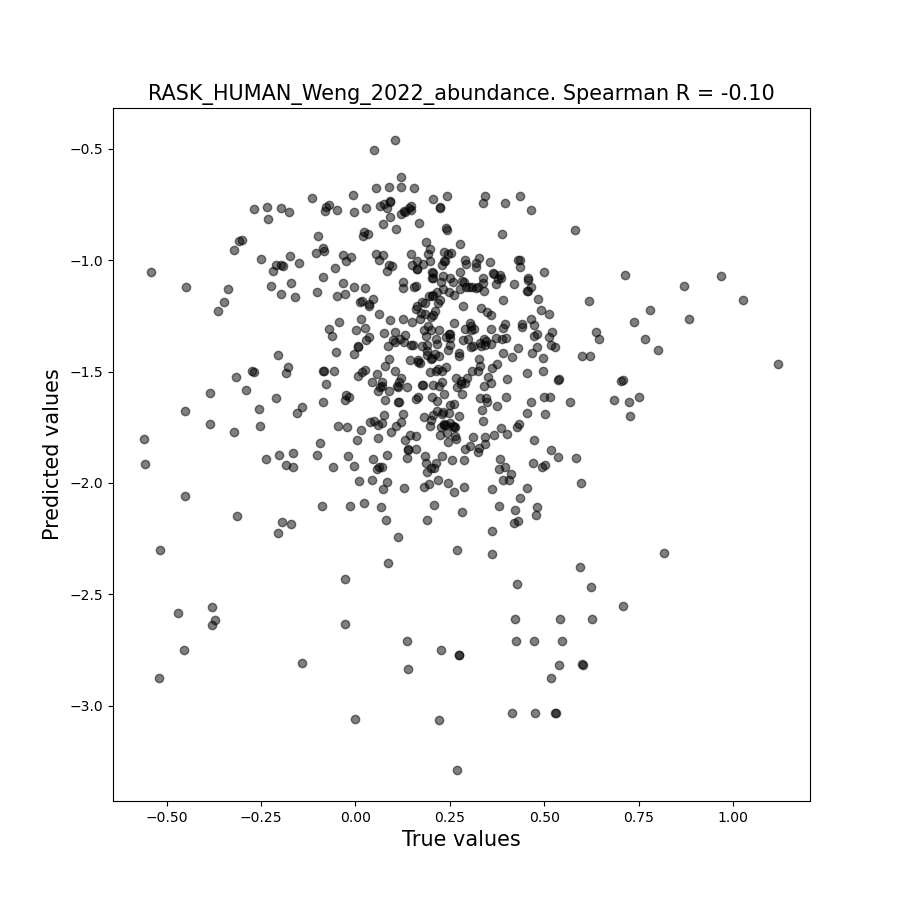 RASK_HUMAN_Weng_2022_abundance. Spearman R = -0.10
Predicted values
−0.5
−1.0
−1.5
−2.0
−2.5
−3.0
−0.50 −0.25 0.00 0.25 0.50 0.75 1.00
True values